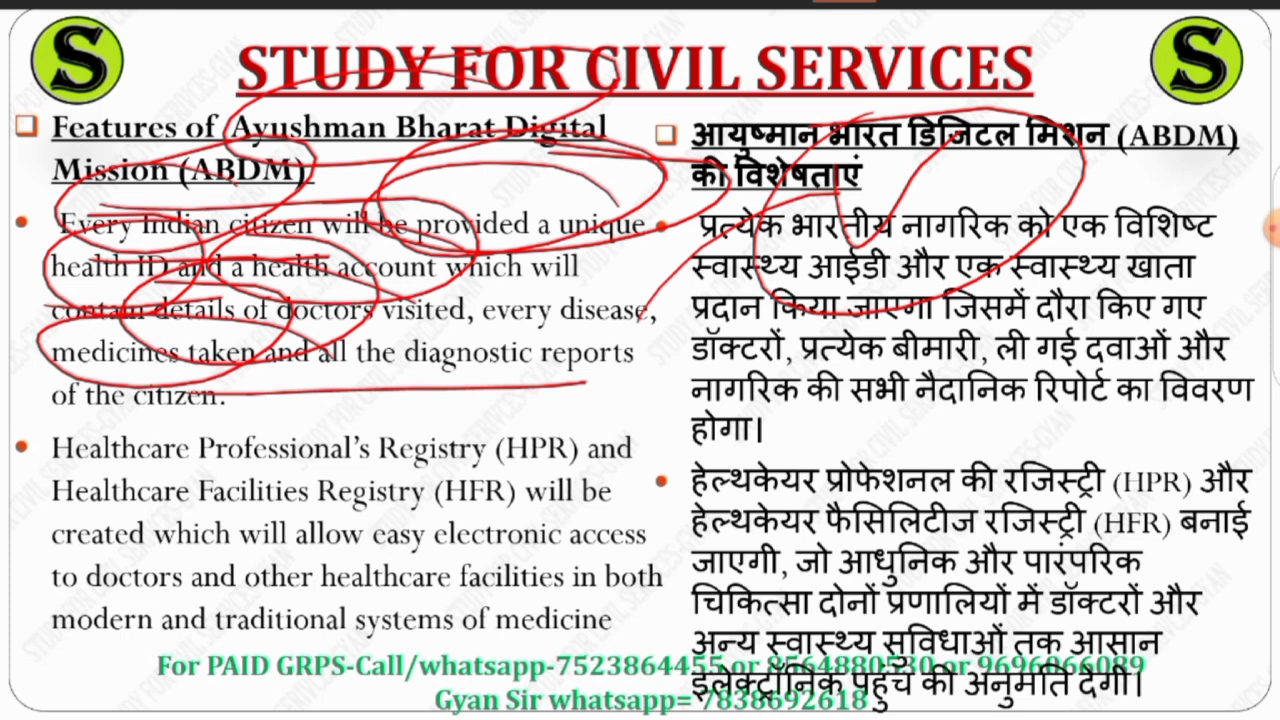 S
STUDY FOR CIVIL SERVICES
S
Features of Ayushman Bharat Digital
Mission (ABDM)
Every Indian citizen will be provided a unique
health ID and a health account which will
contain details of doctors visited, every disease,
medicines taken and all the diagnostic reports
of the citizen.
Healthcare Professional's Registry (HPR) and
Healthcare Facilities Registry (HFR) will be
created which will allow easy electronic access
to doctors and other healthcare facilities in both
modern and traditional systems of medicine
आयुष्मान भारत डिजिटल मिशन (ABDM)
की विशेषताएं
प्रत्येक भारतीय नागरिक को एक विशिष्ट
स्वास्थ्य आईडी और एक स्वास्थ्य खाता
प्रदान किया जाएगा जिसमें दौरा किए गए
डॉक्टरों, प्रत्येक बीमारी, ली गई दवाओं और
नागरिक की सभी नैदानिक रिपोर्ट का विवरण
होगा।
हेल्थकेयर प्रोफेशनल की रजिस्ट्री (HPR) और
हेल्थकेयर फैसिलिटीज रजिस्ट्री (HFR) बनाई
जाएगी, जो आधुनिक और पारंपरिक
चिकित्सा दोनों प्रणालियों में डॉक्टरों और
अन्य स्वास्थ्य सुविधाओं तक आसान
इलेक्ट्रॉनिक पहुंच की अनुमति देगी।
For PAID GRPS-Call/whatsapp-7523864455 or 8564880530 or 9696066089
Gyan Sir whatsapp= 7838692618